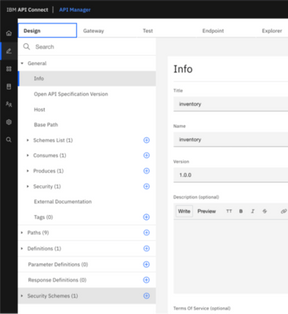 IBM API Connect / API Manager
Design Gateway Test Endpoint Explorer
Search
General
Info
Open API Specification Version
Host
Base Path
Schemes List (1)
Consumes (1)
Produces (1)
Security (1)
External Documentation
Tags (0)
Paths (9)
Definitions (1)
Parameter Definitions (0)
Response Definitions (0)
Security Schemes (1)
Info
Title
inventory
Name
inventory
Version
1.0.0
Description (optional)
Write Preview B I S
Terms Of Service (optional)